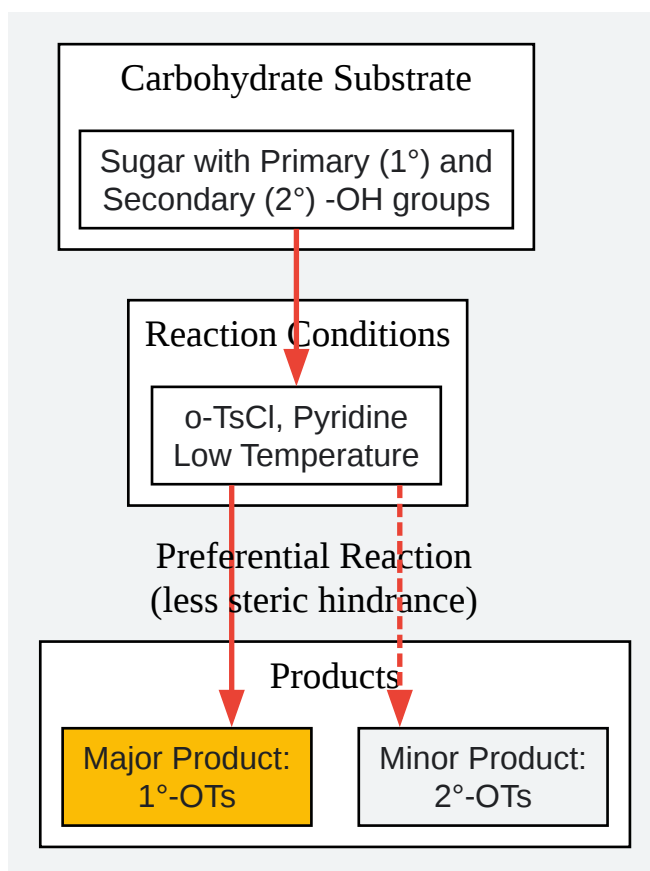 Carbohydrate Substrate
Sugar with Primary (1°) and
Secondary (2°) -OH groups
Reaction Conditions
o-TsCl, Pyridine
Low Temperature
Preferential Reaction
(less steric hindrance)
Products
Major Product:
1°-OTs
Minor Product:
2°-OTs